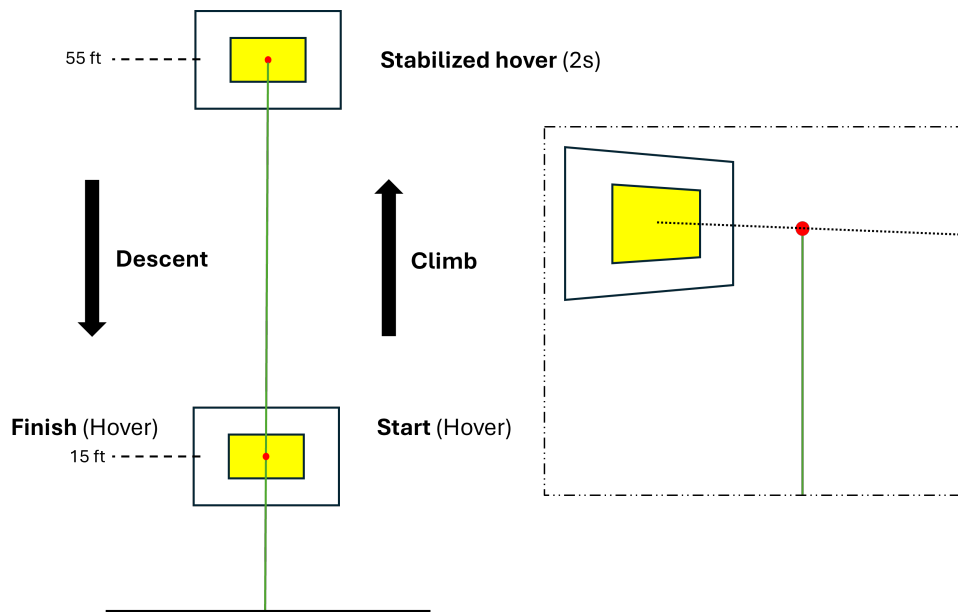 55 ft
Stabilized hover (2s)
Descent
Climb
Finish (Hover)
Start (Hover)
15 ft